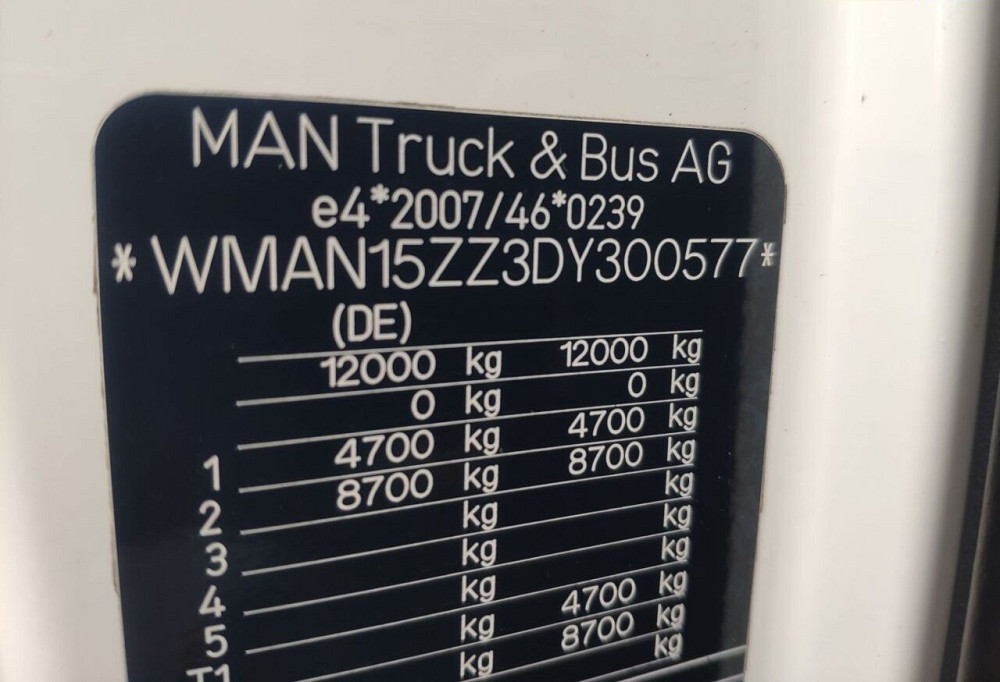 MAN Truck & Bus AG
e4*2007/46*0239
*WMAN15ZZ3DY300577*
(DE)
12000 kg 12000 kg
0 kg 0 kg
1 4700 kg 4700 kg
2 8700 kg 8700 kg
3 kg kg
4 kg kg
5 kg kg
T1 kg 4700 kg
kg 8700 kg
kg